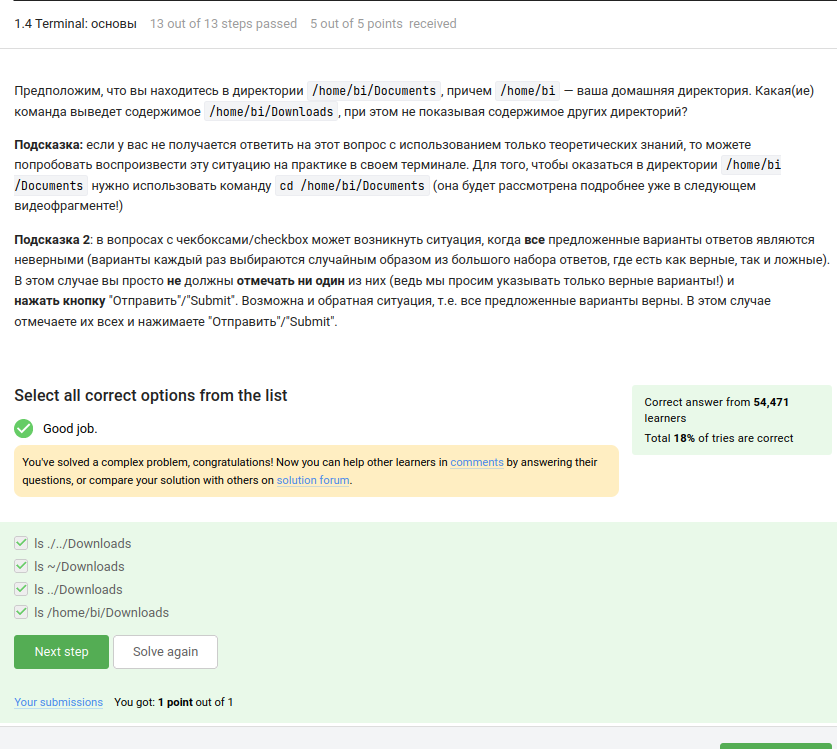 1.4 Terminal: основы 13 out of 13 steps passed 5 out of 5 points received
Предположим, что вы находитесь в директории /home/bi/Documents, причем /home/bi — ваша домашняя директория. Какая(ие)
команда выведет содержимое /home/bi/Downloads, при этом не показывая содержимое других директорий?
Подсказка: если у вас не получается ответить на этот вопрос с использованием только теоретических знаний, то можете
попробовать воспроизвести эту ситуацию на практике в своем терминале. Для того, чтобы оказаться в директории /home/bi
/Documents нужно использовать команду cd /home/bi/Documents (она будет рассмотрена подробнее уже в следующем
видеофрагменте!)
Подсказка 2: в вопросах с чекбоксами/checkbox может возникнуть ситуация, когда все предложенные варианты ответов являются
неверными (варианты каждый раз выбираются случайным образом из большого набора ответов, где есть как верные, так и ложные).
В этом случае вы просто не должны отмечать ни один из них (ведь мы просим указывать только верные варианты!) и
нажать кнопку "Отправить"/"Submit". Возможна и обратная ситуация, т.е. все предложенные варианты верны. В этом случае
отмечаете их всех и нажимаете "Отправить"/"Submit".
Select all correct options from the list
Good job.
You've solved a complex problem, congratulations! Now you can help other learners in comments by answering their
questions, or compare your solution with others on solution forum.
Correct answer from 54,471
learners
Total 18% of tries are correct
ls ./../Downloads
ls ~/Downloads
ls ../Downloads
ls /home/bi/Downloads
Next step Solve again
Your submissions You got: 1 point out of 1